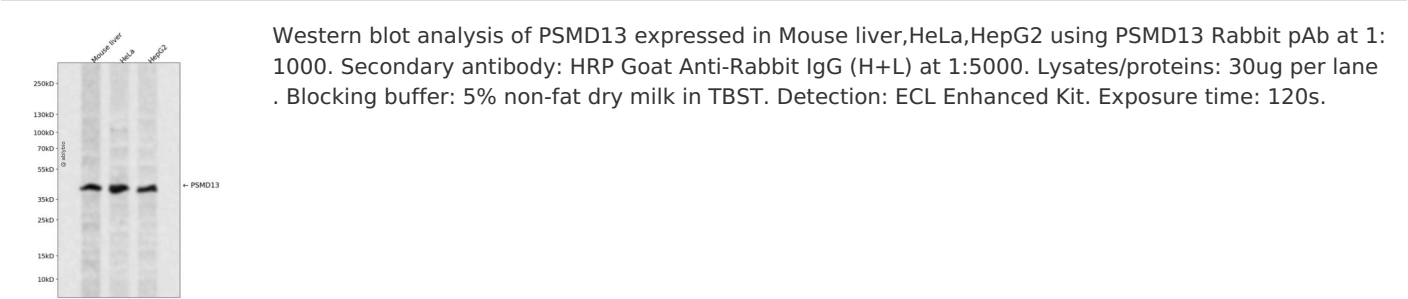 Mouse liver
HeLa
HepG2
250kD
130kD
100kD
70kD
55kD
35kD
25kD
15kD
10kD
@ ablybio
← PSMD13
Western blot analysis of PSMD13 expressed in Mouse liver,HeLa,HepG2 using PSMD13 Rabbit pAb at 1:
1000. Secondary antibody: HRP Goat Anti-Rabbit IgG (H+L) at 1:5000. Lysates/proteins: 30ug per lane
. Blocking buffer: 5% non-fat dry milk in TBST. Detection: ECL Enhanced Kit. Exposure time: 120s.